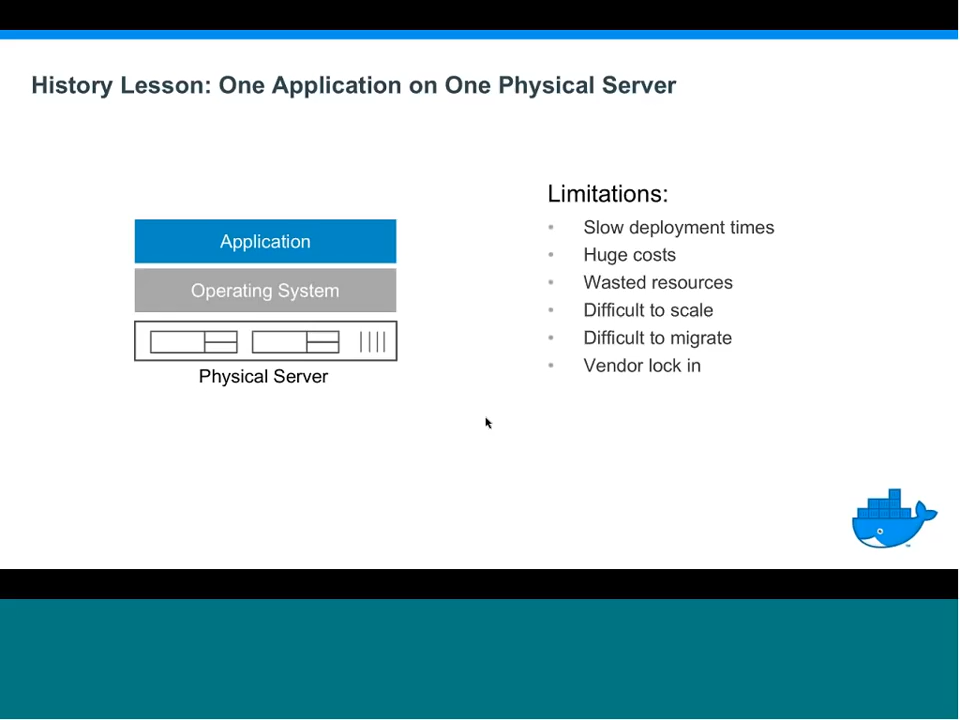 History Lesson: One Application on One Physical Server
Application
Operating System
Physical Server
Limitations:
• Slow deployment times
• Huge costs
• Wasted resources
• Difficult to scale
• Difficult to migrate
• Vendor lock in